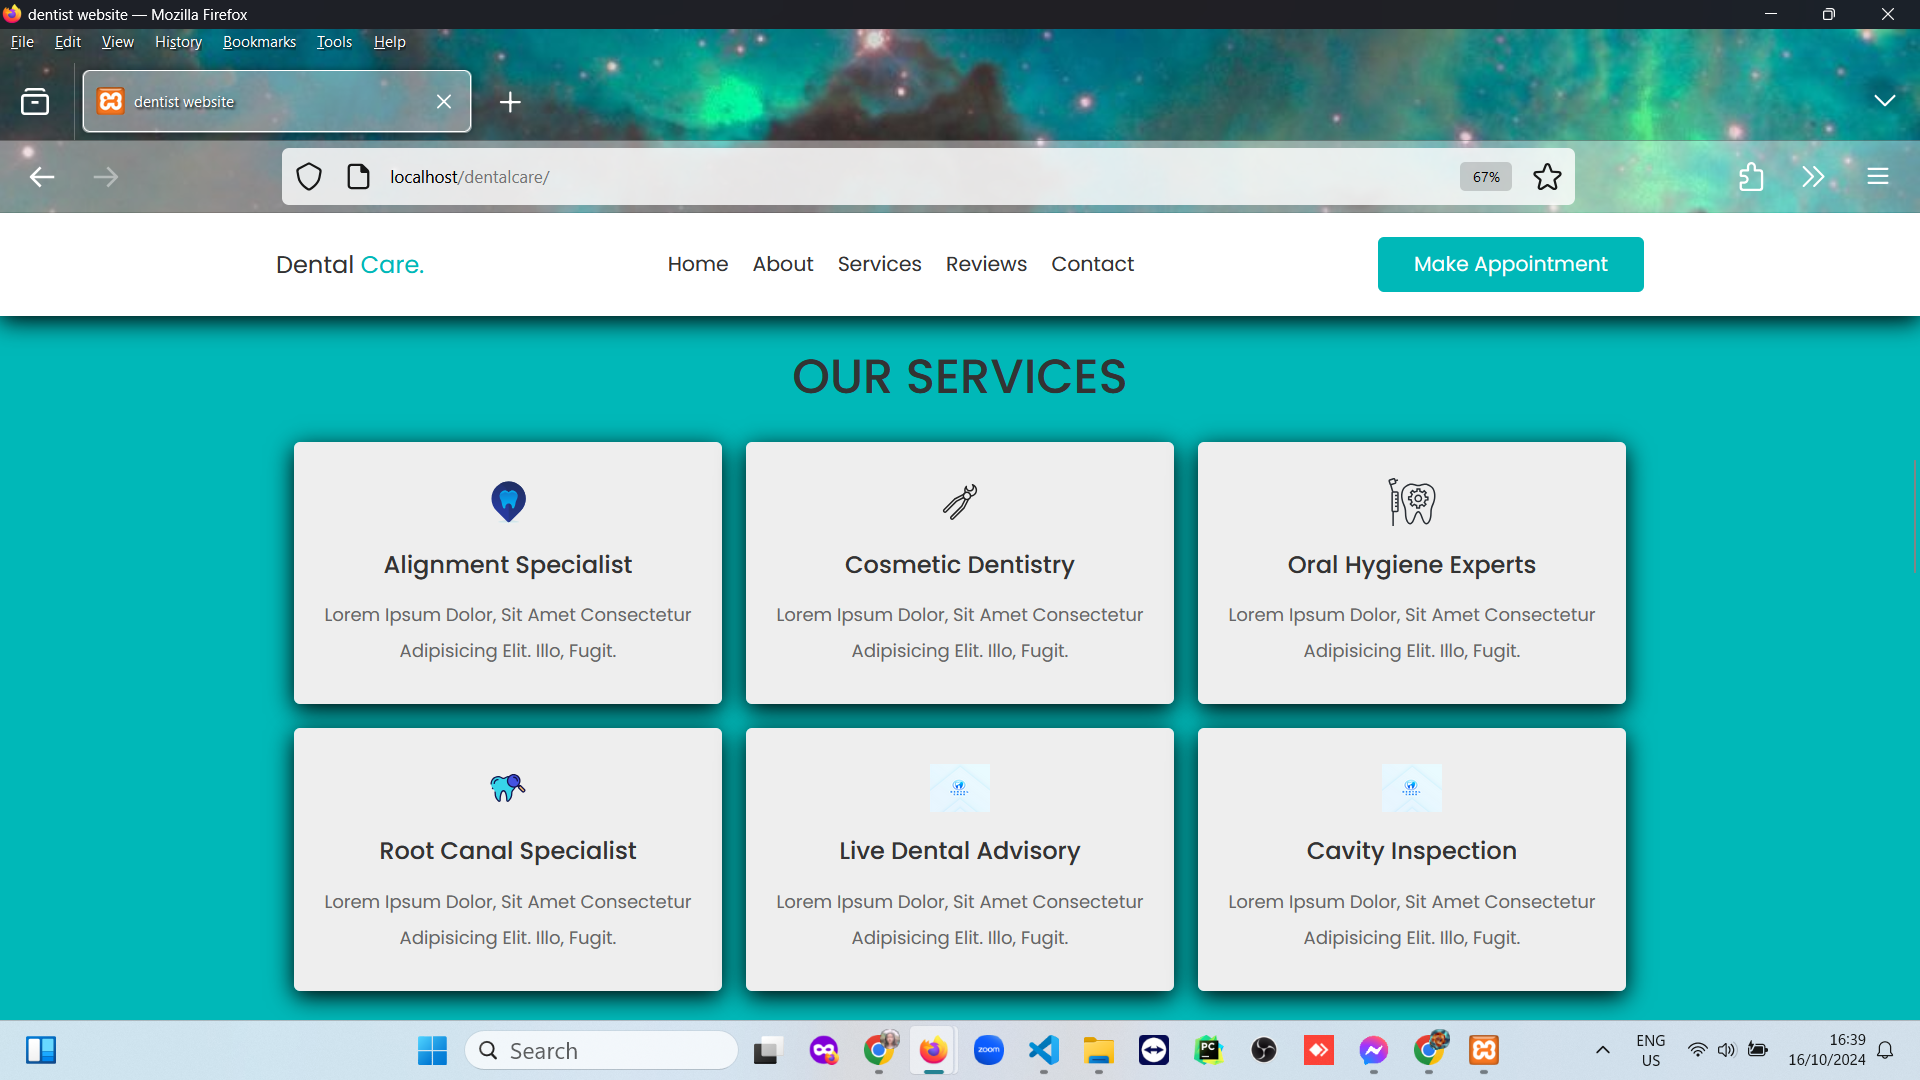 dentist website — Mozilla Firefox
File Edit View History Bookmarks Tools Help
dentist website
localhost/dentalcare/
67%
Dental Care.
Home About Services Reviews Contact
Make Appointment
OUR SERVICES
Alignment Specialist
Lorem Ipsum Dolor, Sit Amet Consectetur
Adipisicing Elit. Illo, Fugit.
Cosmetic Dentistry
Lorem Ipsum Dolor, Sit Amet Consectetur
Adipisicing Elit. Illo, Fugit.
Oral Hygiene Experts
Lorem Ipsum Dolor, Sit Amet Consectetur
Adipisicing Elit. Illo, Fugit.
Root Canal Specialist
Lorem Ipsum Dolor, Sit Amet Consectetur
Adipisicing Elit. Illo, Fugit.
Live Dental Advisory
Lorem Ipsum Dolor, Sit Amet Consectetur
Adipisicing Elit. Illo, Fugit.
Cavity Inspection
Lorem Ipsum Dolor, Sit Amet Consectetur
Adipisicing Elit. Illo, Fugit.
Search
zoom
PC
ENG
US
16:39
16/10/2024